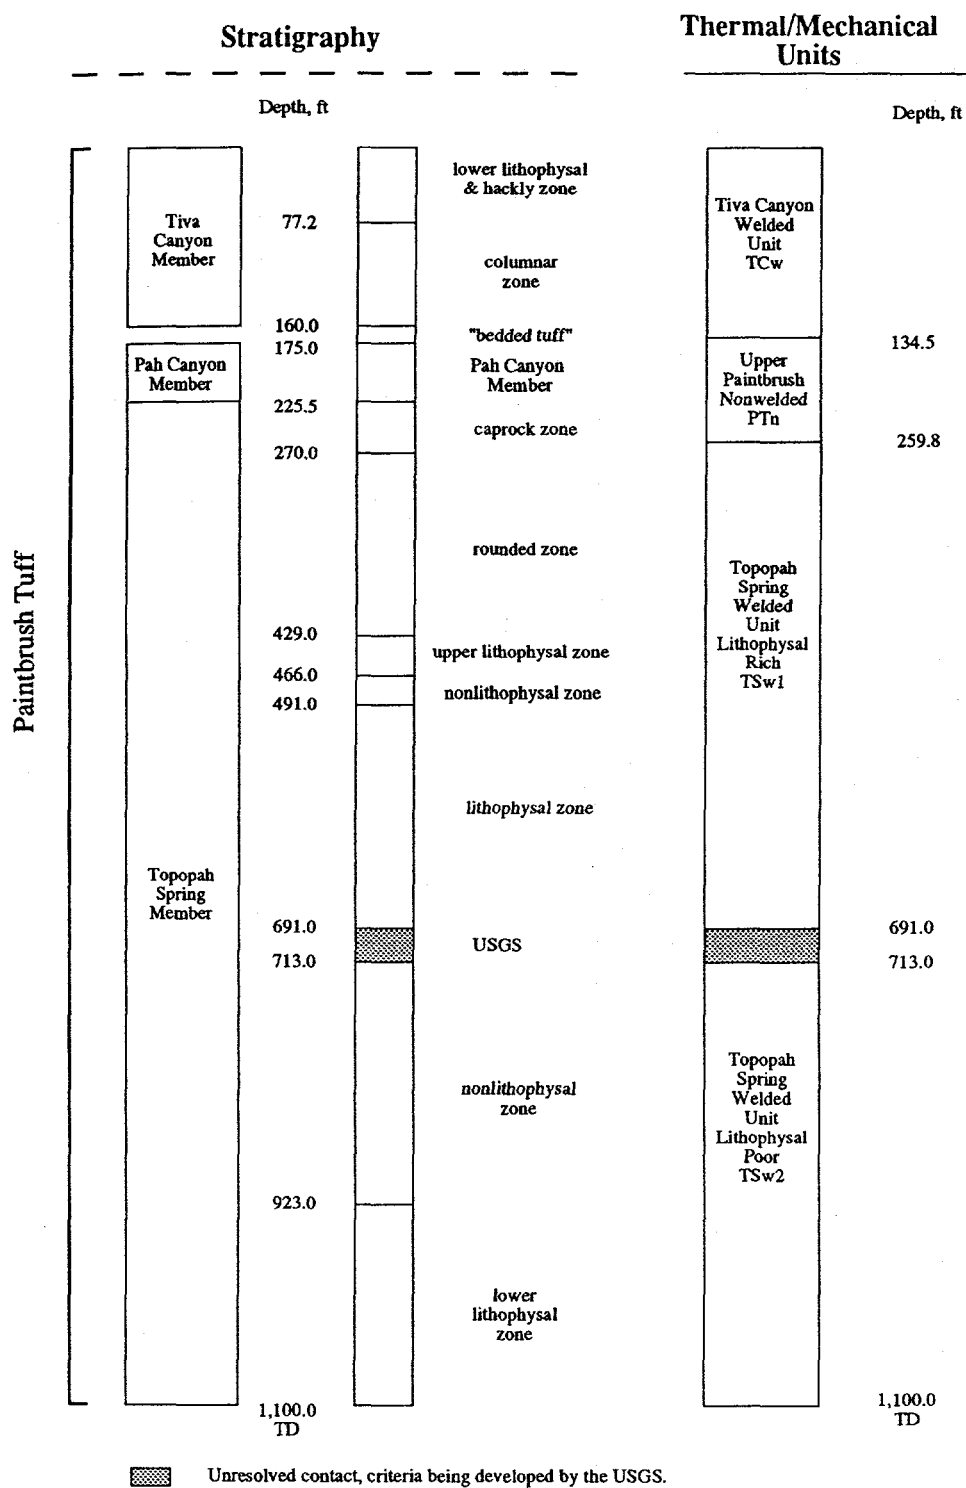 Stratigraphy
Thermal/Mechanical
Units
Depth, ft
Depth, ft
Paintbrush Tuff
Tiva
Canyon
Member
Pah Canyon
Member
Topopah
Spring
Member
77.2
160.0
175.0
225.5
270.0
429.0
466.0
491.0
691.0
713.0
923.0
1,100.0
TD
lower lithophysal
& hackly zone
columnar
zone
"bedded tuff"
Pah Canyon
Member
caprock zone
rounded zone
upper lithophysal zone
nonlithophysal zone
lithophysal zone
USGS
nonlithophysal
zone
lower
lithophysal
zone
Tiva Canyon
Welded
Unit
TCw
Upper
Paintbrush
Nonwelded
PTn
Topopah
Spring
Welded
Unit
Lithophysal
Rich
TSw1
Topopah
Spring
Welded
Unit
Lithophysal
Poor
TSw2
134.5
259.8
691.0
713.0
1,100.0
TD
Unresolved contact, criteria being developed by the USGS.